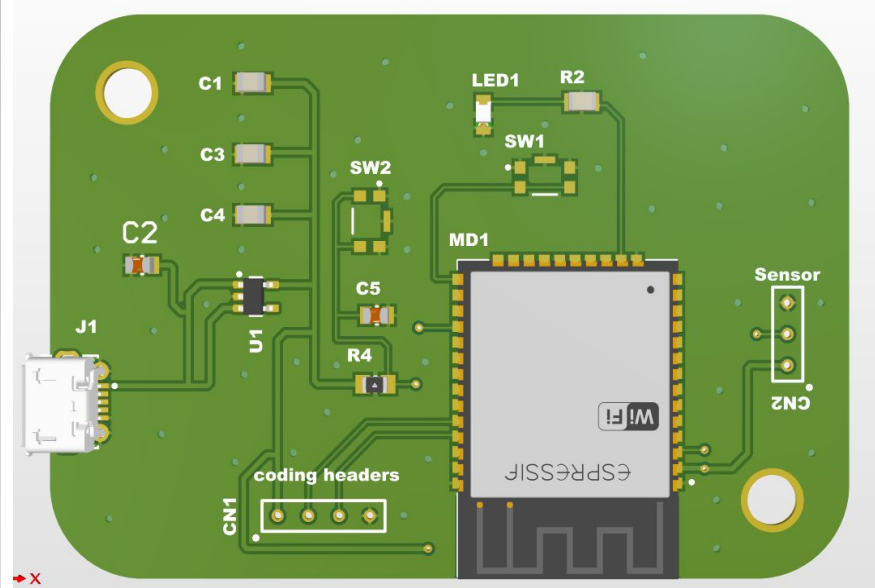 C1
LED1
R2
C3
SW1
SW2
C4
C2
MD1
Sensor
C5
J1
U1
R4
CN2
WiFi
ESPRESSIF
coding headers
CN1
X